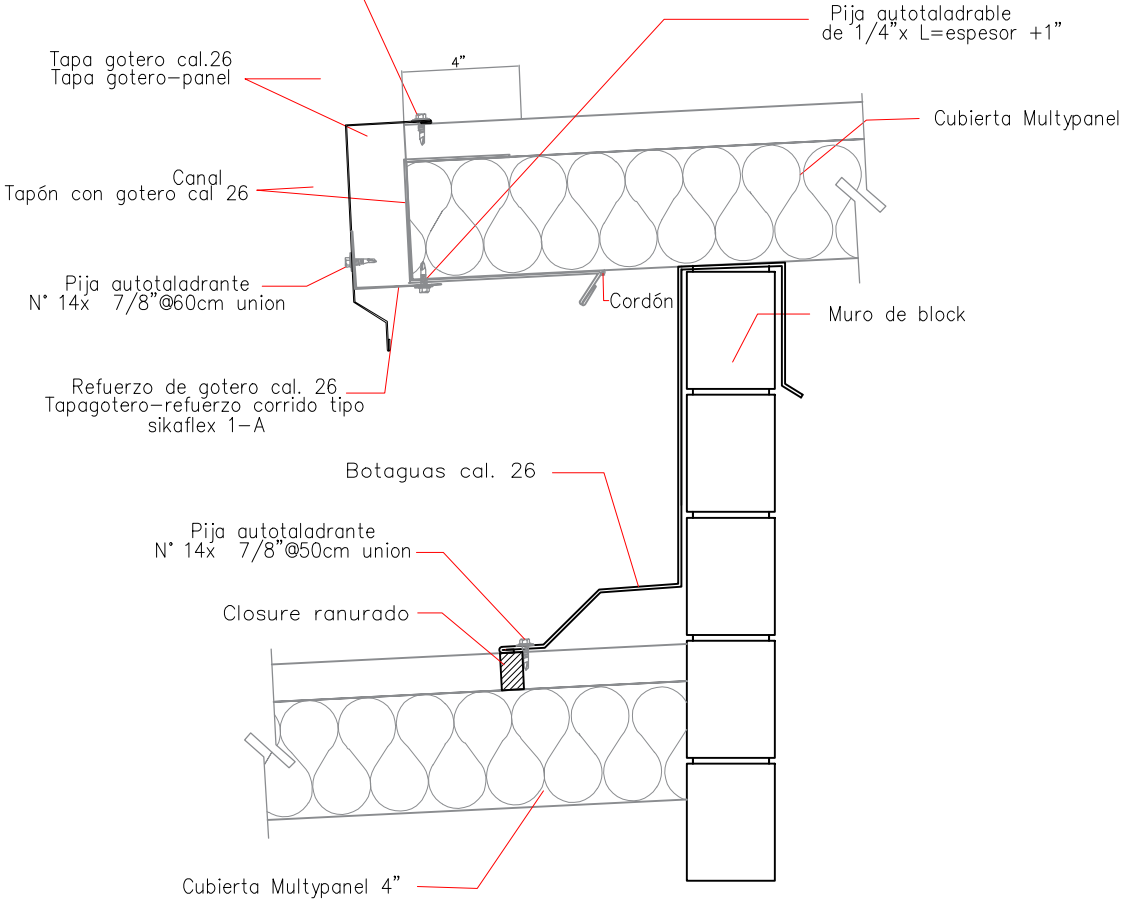 Pija autotaladrable
de 1/4”x L=espesor +1”
Tapa gotero cal.26
Tapa gotero-panel
4”
Cubierta Multypanel
Canal
Tapón con gotero cal 26
Pija autotaladrante
N° 14x 7/8”@60cm union
Cordón
Muro de block
Refuerzo de gotero cal. 26
Tapagotero-refuerzo corrido tipo
sikaflex 1-A
Botaguas cal. 26
Pija autotaladrante
N° 14x 7/8”@50cm union
Closure ranurado
Cubierta Multypanel 4”